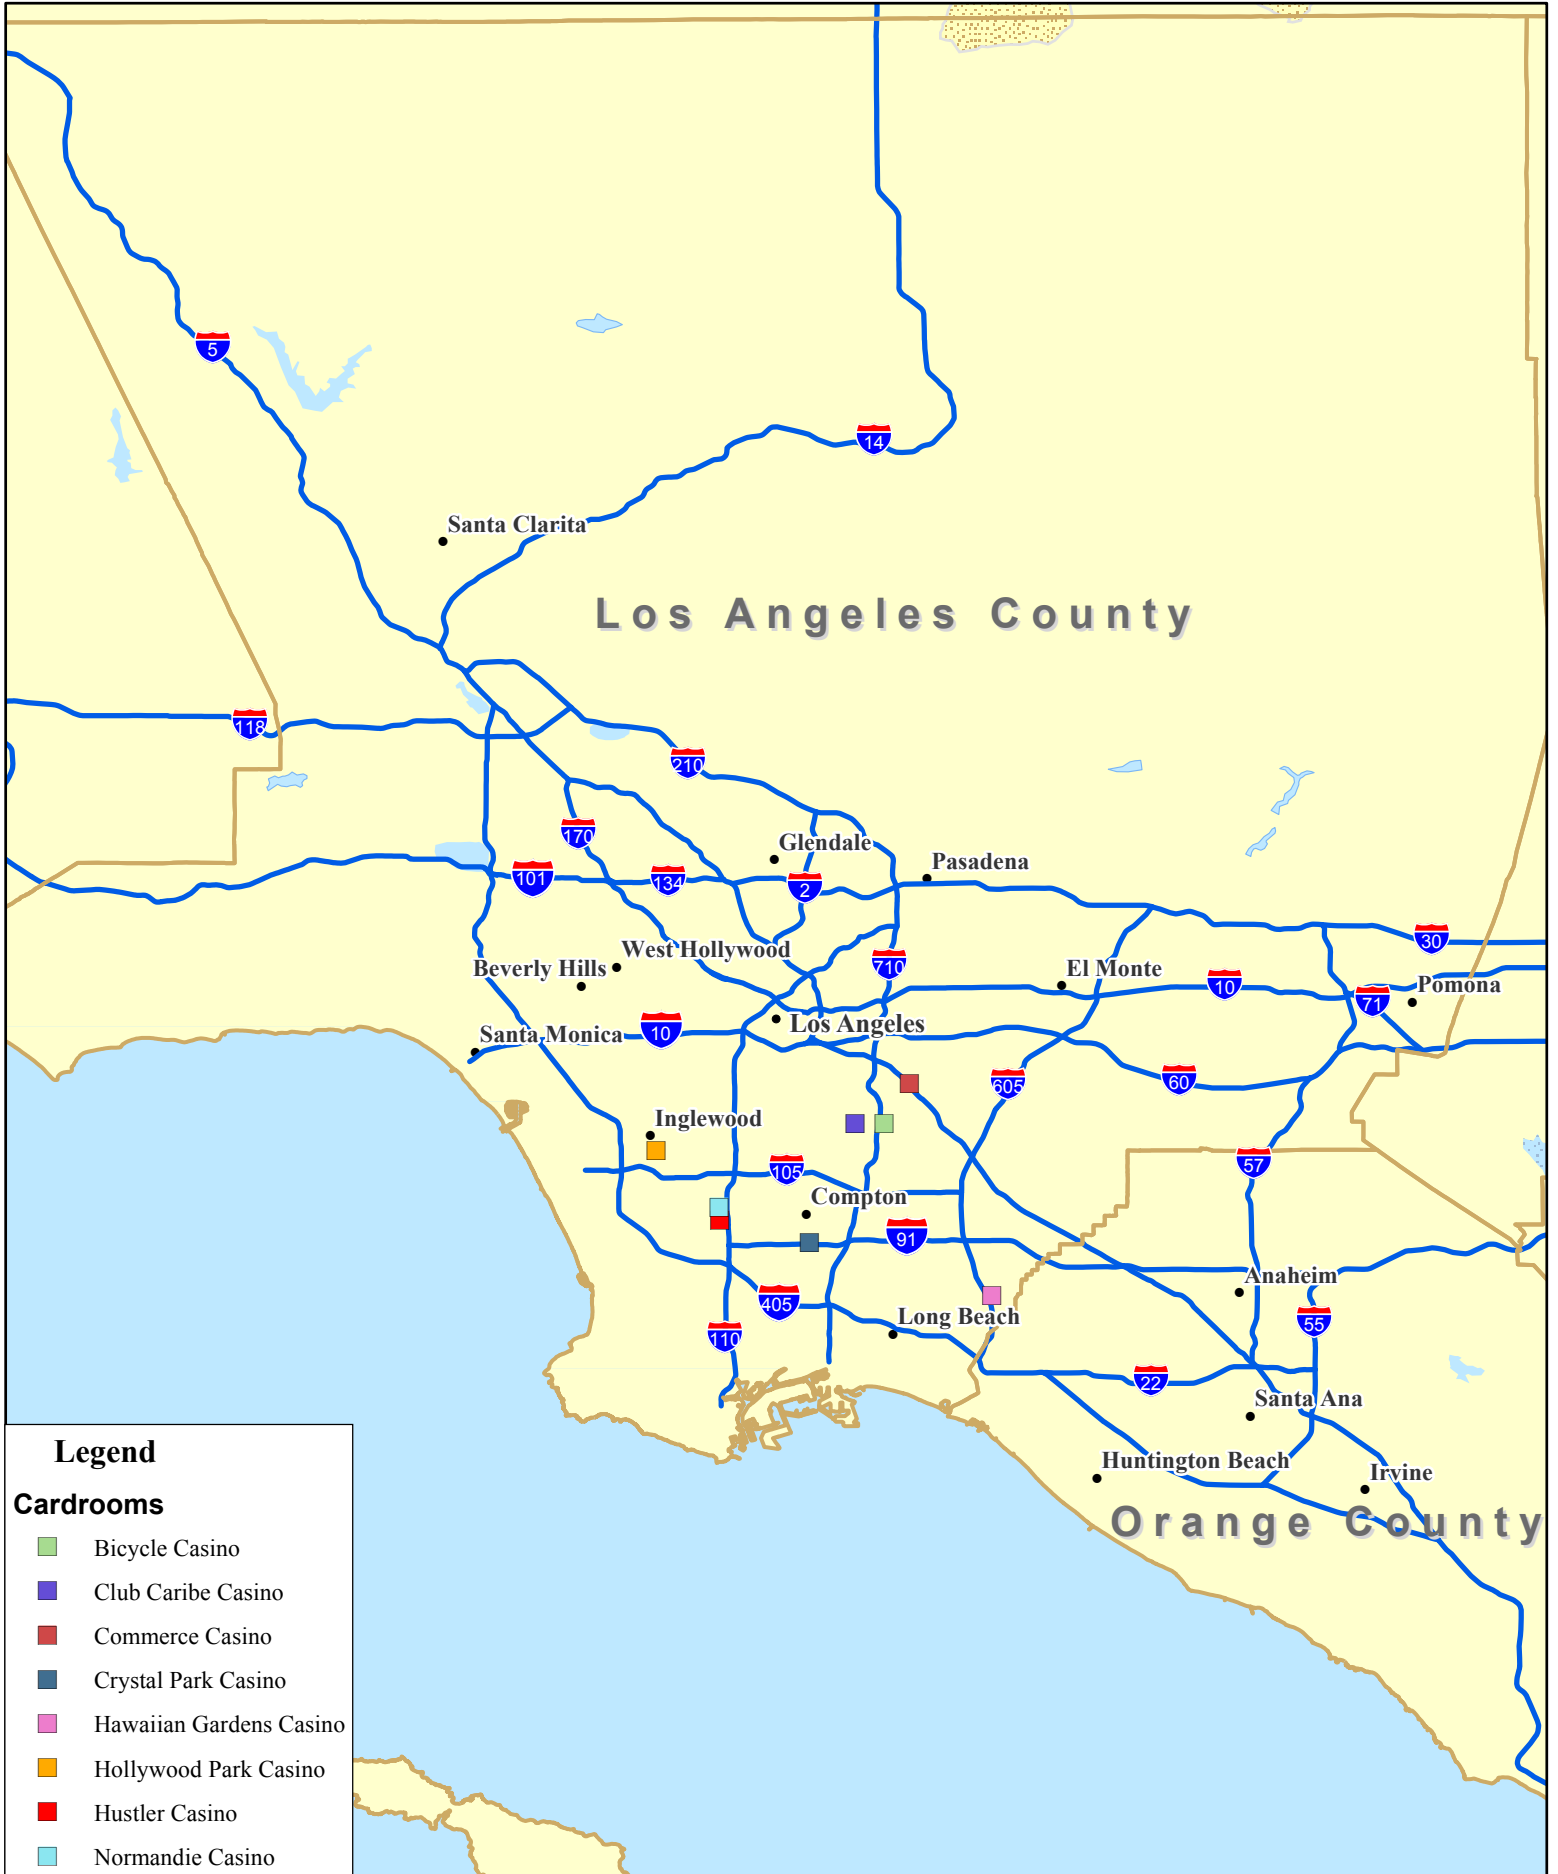 5
14
Santa Clarita
Los Angeles County
118
210
170
Glendale
Pasadena
101
134
2
30
West Hollywood
Beverly Hills
710
El Monte
10
71
Pomona
Santa Monica
10
Los Angeles
605
60
Inglewood
105
57
Compton
91
Anaheim
405
Long Beach
55
110
22
Santa Ana
Huntington Beach
Irvine
Orange County
Legend
Cardrooms
Bicycle Casino
Club Caribe Casino
Commerce Casino
Crystal Park Casino
Hawaiian Gardens Casino
Hollywood Park Casino
Hustler Casino
Normandie Casino